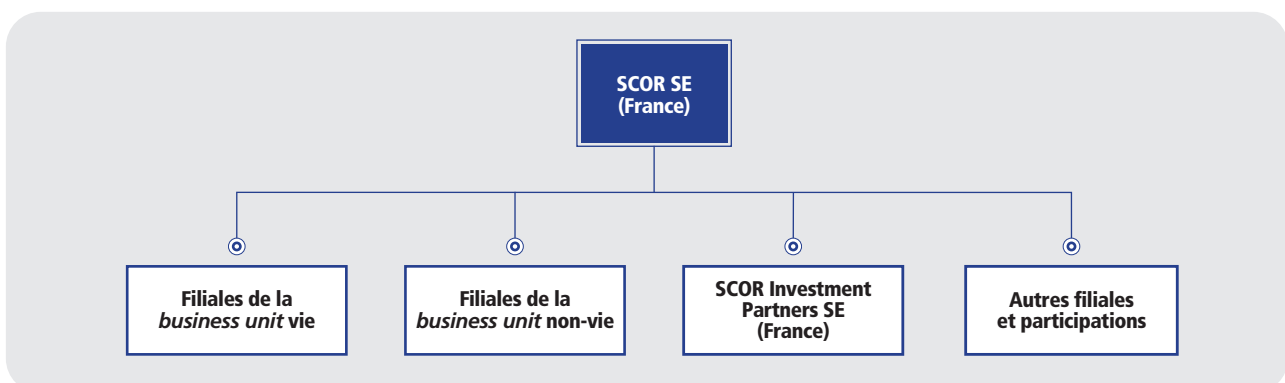 SCOR SE
(France)
Filiales de la
business unit vie
Filiales de la
business unit non-vie
SCOR Investment
Partners SE
(France)
Autres filiales
et participations